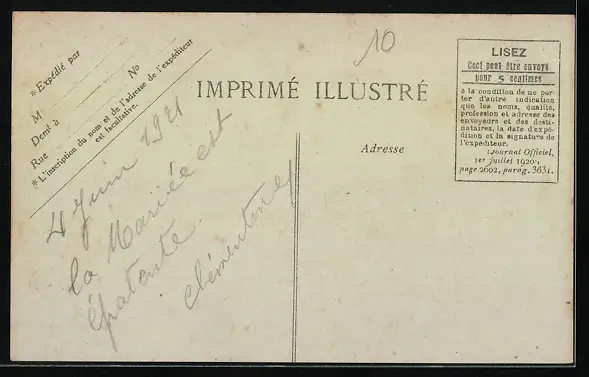 *Expédié par
M
No
Demt à
Rue
*L'inscription du nom et de l'adresse de l'expéditeur
est facultative.
10
IMPRIMÉ ILLUSTRÉ
Adresse
LISEZ
Ceci peut être envoyé
pour 5 centimes
à la condition de ne por-
ter d'autre indication
que les noms, qualité,
profession et adresse des
envoyeurs et des desti-
nataires, la date d'expé-
dition et la signature de
l'expéditeur.
(Journal Officiel,
1er juillet 1920,
page 2602, parag. 3631.
4 Juin 1921
la Mariée est
épatante.
Clémentine